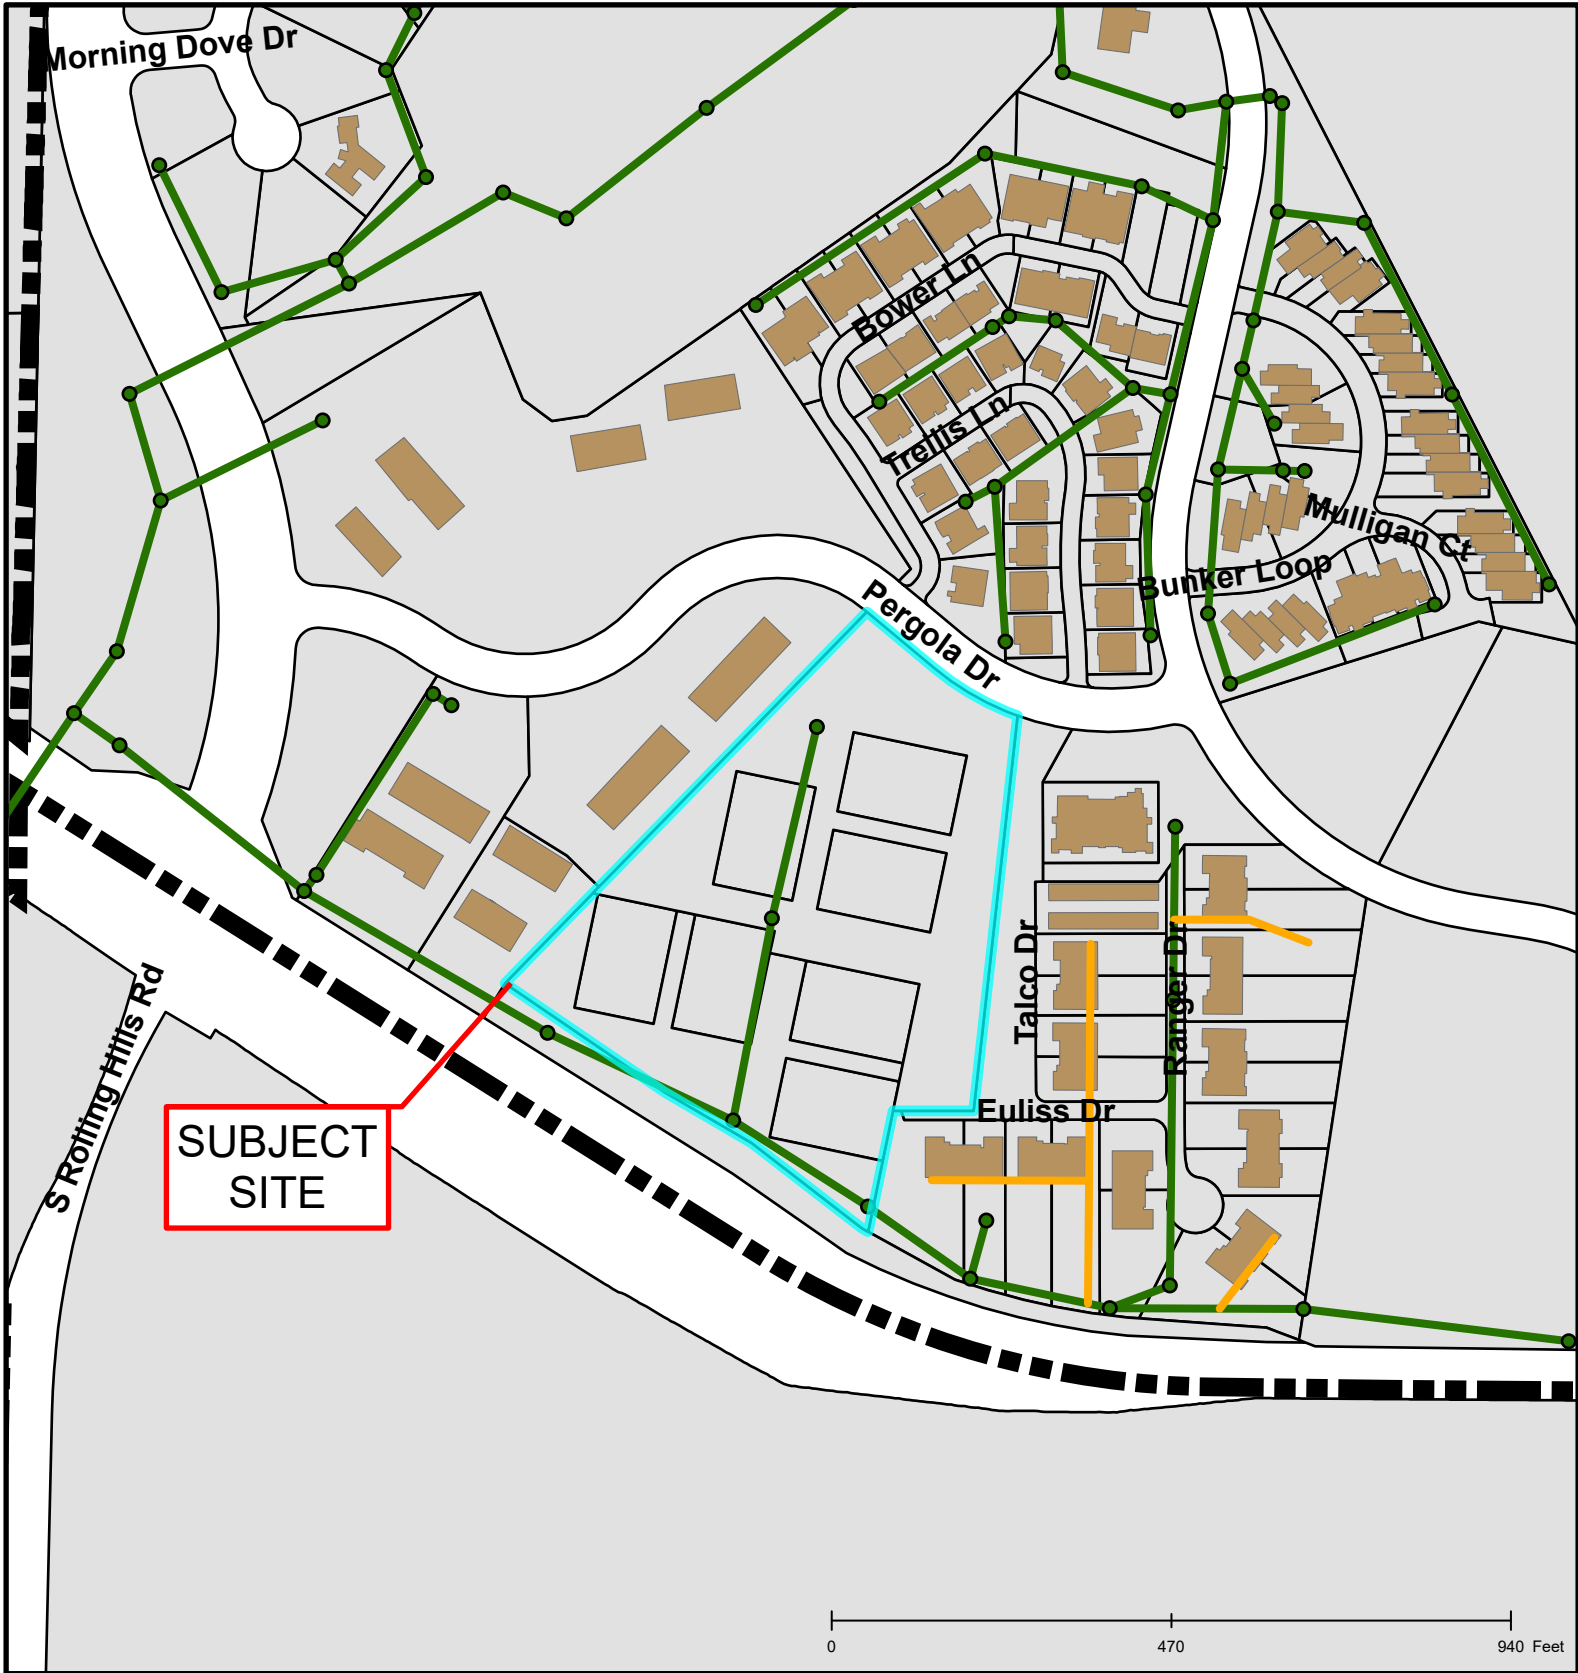 Morning Dove Dr
Bower Ln
Trellis Ln
Mulligan Ct
Bunker Loop
Pergola Dr
Talco Dr
Ranger Dr
S Rolling Hills Rd
Euliss Dr
SUBJECT
SITE
0 470 940 Feet